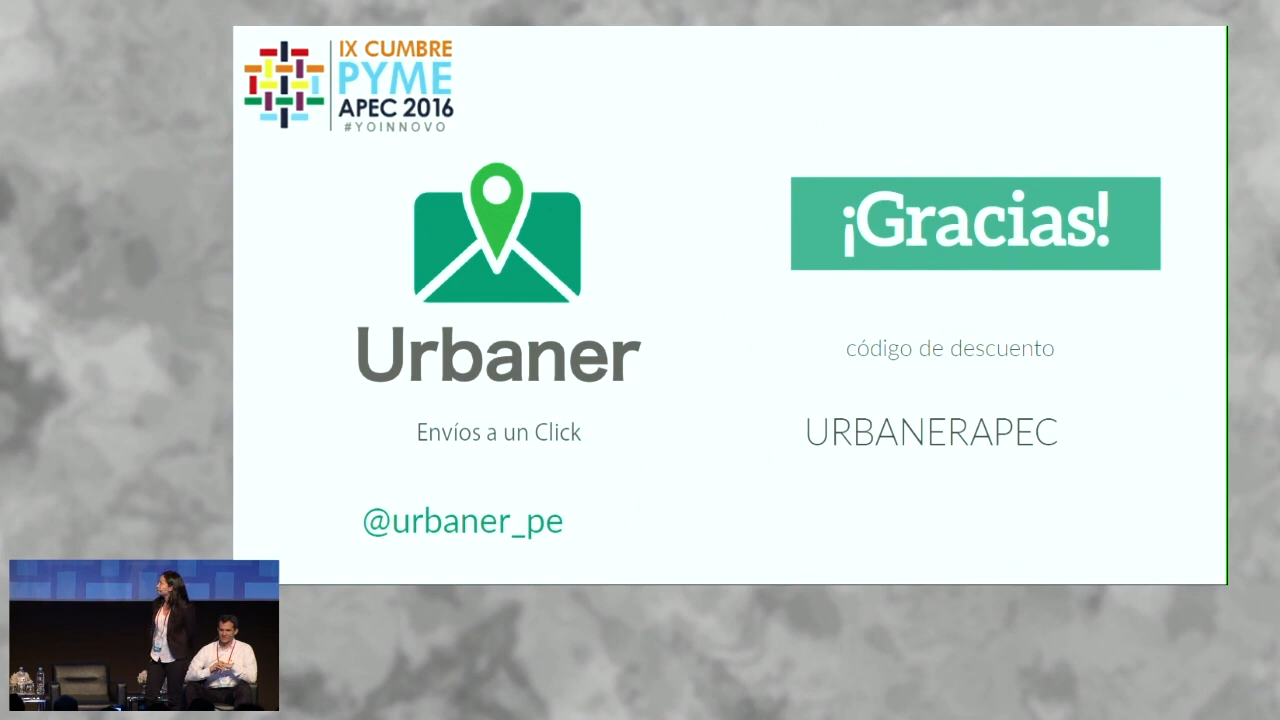 IX CUMBRE
PYME
APEC 2016
#YOINNOVO
Urbaner
Envíos a un Click
@urbaner_pe
¡Gracias!
código de descuento
URBANERAPEC